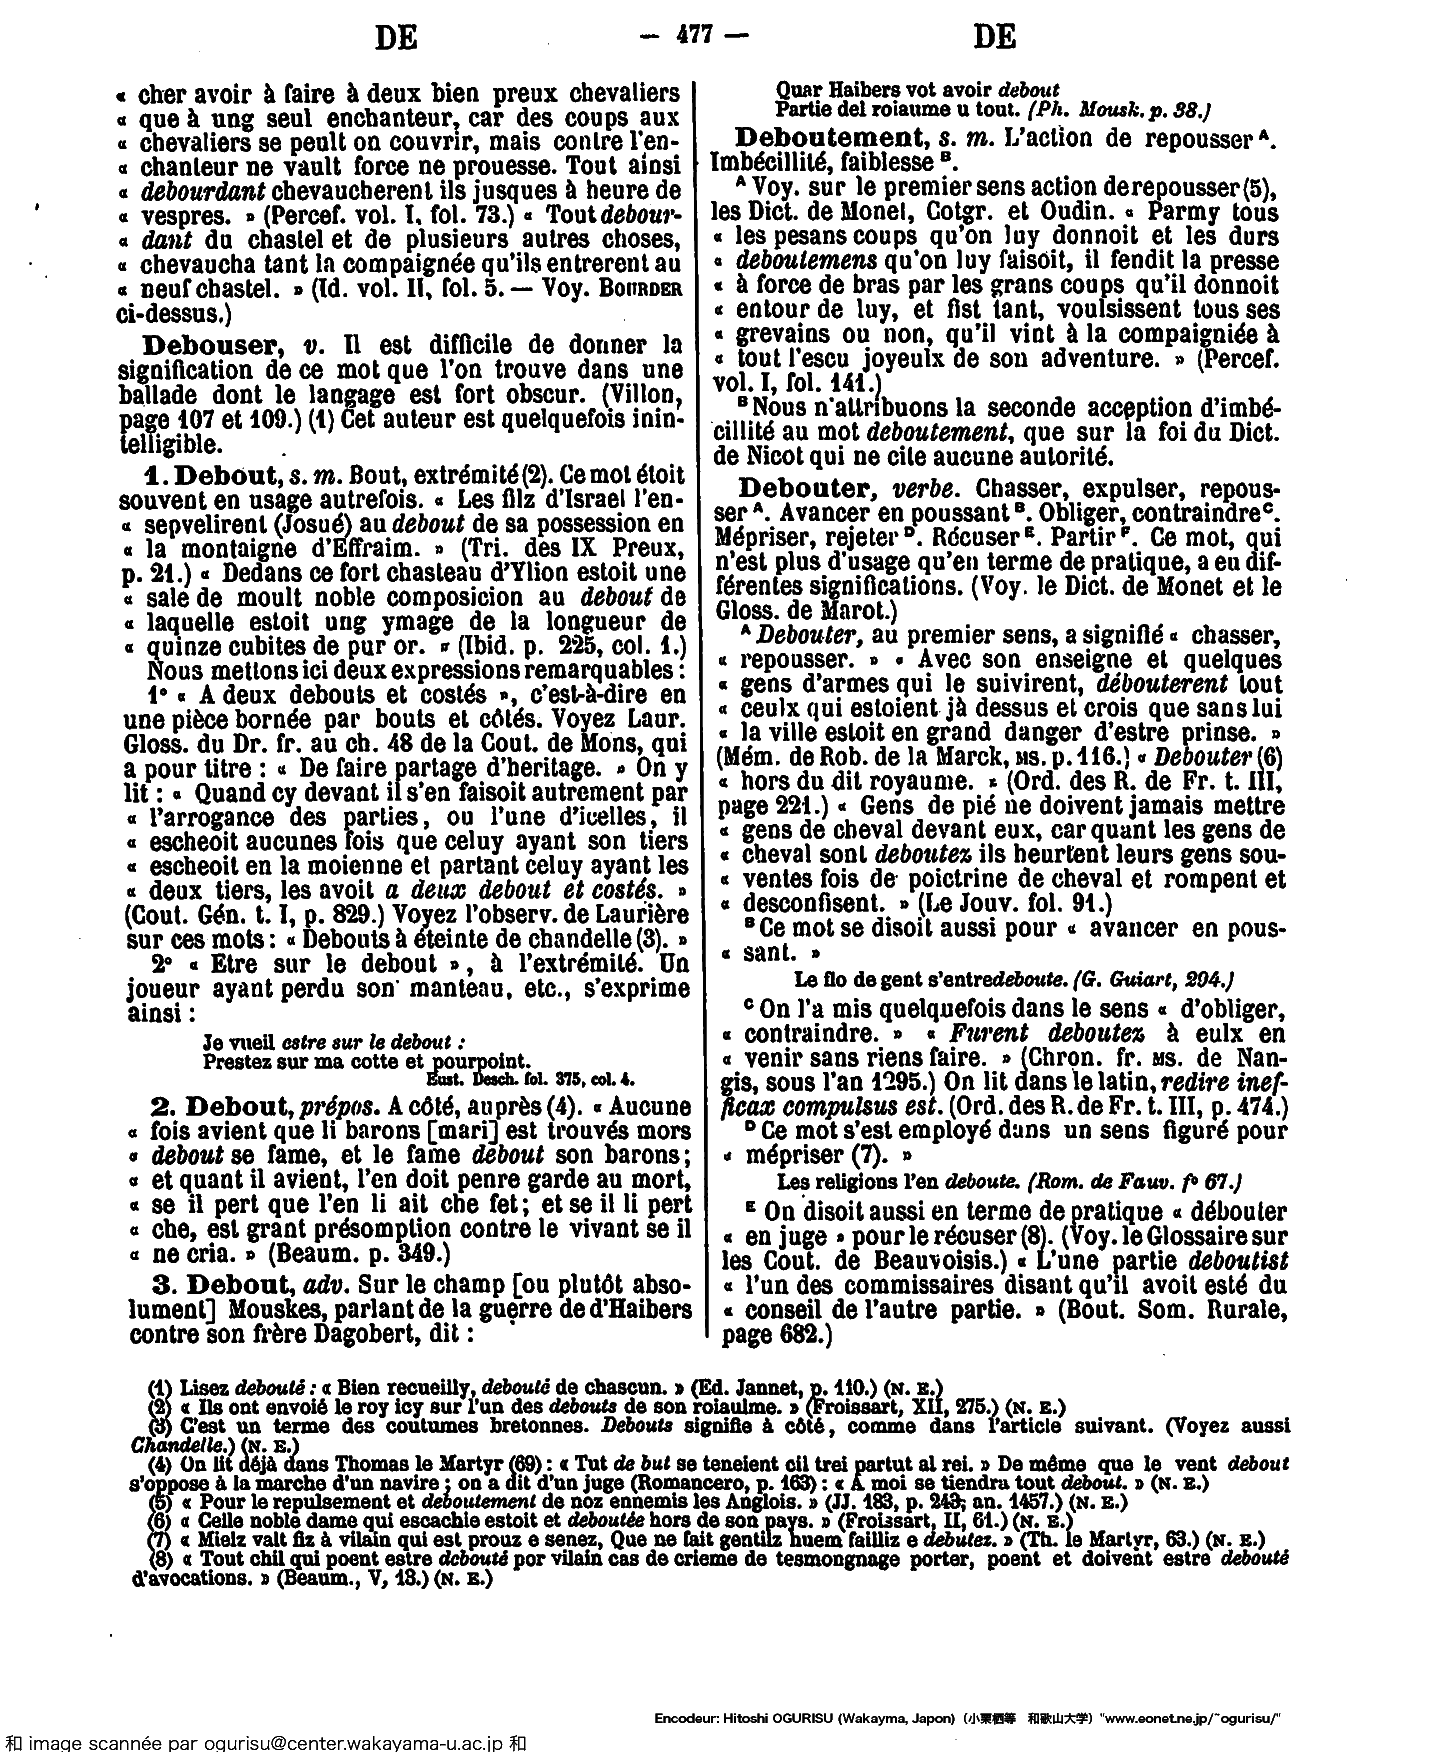 DE — 477 — DE
« cher avoir à faire à deux bien preux chevaliers
« que à ung seul enchanteur, car des coups aux
« chevaliers se peult on couvrir, mais contre l'en-
« chanteur ne vault force ne prouesse. Tout ainsi
« debourdant chevaucherent ils jusques à heure de
« vespres. » (Percef. vol. I, fol. 73.) « Tout debour-
« dant du chastel et de plusieurs autres choses,
« chevaucha tant la compaignée qu'ils entrerent au
« neuf chastel. » (Id. vol. II, fol. 5. — Voy. BOURDER
ci-dessus.)
Debouser, v. Il est difficile de donner la
signification de ce mot que l'on trouve dans une
ballade dont le langage est fort obscur. (Villon,
page 107 et 109.) (1) Cet auteur est quelquefois inin-
telligible.
1. Debout, s. m. Bout, extrémité (2). Ce mot étoit
souvent en usage autrefois. « Les filz d'Israel l'en-
« sepvelirent (Josué) au debout de sa possession en
« la montaigne d'Effraim. » (Tri. des IX Preux,
p. 21.) « Dedans ce fort chasteau d'Ylion estoit une
« sale de moult noble composicion au debout de
« laquelle estoit ung ymage de la longueur de
« quinze cubites de pur or. » (Ibid. p. 225, col. 1.)
Nous mettons ici deux expressions remarquables :
1° « A deux debouts et costés », c'est-à-dire en
une pièce bornée par bouts et côtés. Voyez Laur.
Gloss. du Dr. fr. au ch. 48 de la Cout. de Mons, qui
a pour titre : « De faire partage d'heritage. » On y
lit : « Quand cy devant il s'en faisoit autrement par
« l'arrogance des parties, ou l'une d'icelles, il
« escheoit aucunes fois que celuy ayant son tiers
« escheoit en la moienne et partant celuy ayant les
« deux tiers, les avoit a deux debout et costés. »
(Cout. Gén. t. I, p. 829.) Voyez l'observ. de Laurière
sur ces mots : « Debouts à éteinte de chandelle (3). »
2° « Etre sur le debout », à l'extrémité. Un
joueur ayant perdu son manteau, etc., s'exprime
ainsi :
Je vueil estre sur le debout :
Prestez sur ma cotte et pourpoint.
Eust. Desch. fol. 375, col. 4.
2. Debout, prépos. A côté, auprès (4). « Aucune
« fois avient que li barons [mari] est trouvés mors
« debout se fame, et le fame debout son barons ;
« et quant il avient, l'en doit penre garde au mort,
« se il pert que l'en li ait che fet ; et se il li pert
« che, est grant présomption contre le vivant se il
« ne cria. » (Beaum. p. 349.)
3. Debout, adv. Sur le champ [ou plutôt abso-
lument] Mouskes, parlant de la guerre de d'Haibers
contre son frère Dagobert, dit :
Quar Haibers vot avoir debout
Partie del roiaume u tout. (Ph. Mousk. p. 38.)
Deboutement, s. m. L'action de repousser A.
Imbécillité, faiblesse B.
A Voy. sur le premier sens action de repousser (5),
les Dict. de Monet, Cotgr. et Oudin. « Parmy tous
« les pesans coups qu'on luy donnoit et les durs
« deboutemens qu'on luy faisoit, il fendit la presse
« à force de bras par les grans coups qu'il donnoit
« entour de luy, et fist tant, voulsissent tous ses
« grevains ou non, qu'il vint à la compaigniée à
« tout l'escu joyeulx de son adventure. » (Percef.
vol. I, fol. 141.)
B Nous n'attribuons la seconde acception d'imbé-
cillité au mot deboutement, que sur la foi du Dict.
de Nicot qui ne cite aucune autorité.
Debouter, verbe. Chasser, expulser, repous-
ser A. Avancer en poussant B. Obliger, contraindre C.
Mépriser, rejeter D. Récuser E. Partir F. Ce mot, qui
n'est plus d'usage qu'en terme de pratique, a eu dif-
férentes significations. (Voy. le Dict. de Monet et le
Gloss. de Marot.)
A Debouter, au premier sens, a signifié « chasser,
« repousser. » « Avec son enseigne et quelques
« gens d'armes qui le suivirent, débouterent tout
« ceulx qui estoient jà dessus et crois que sans lui
« la ville estoit en grand danger d'estre prinse. »
(Mém. de Rob. de la Marck, MS. p. 116.) « Debouter (6)
« hors du dit royaume. » (Ord. des R. de Fr. t. III,
page 221.) « Gens de pié ne doivent jamais mettre
« gens de cheval devant eux, car quant les gens de
« cheval sont deboutez ils heurtent leurs gens sou-
« ventes fois de poictrine de cheval et rompent et
« desconfisent. » (Le Jouv. fol. 91.)
B Ce mot se disoit aussi pour « avancer en pous-
« sant. »
Le flo de gent s'entredeboute. (G. Guiart, 294.)
C On l'a mis quelquefois dans le sens « d'obliger,
« contraindre. » « Furent deboutez à eulx en
« venir sans riens faire. » (Chron. fr. MS. de Nan-
gis, sous l'an 1295.) On lit dans le latin, redire inef-
ficax compulsus est. (Ord. des R. de Fr. t. III, p. 474.)
D Ce mot s'est employé dans un sens figuré pour
« mépriser (7). »
Les religions l'en deboute. (Rom. de Fauv. f° 67.)
E On disoit aussi en terme de pratique « débouter
« en juge » pour le récuser (8). (Voy. le Glossaire sur
les Cout. de Beauvoisis.) « L'une partie deboutist
« l'un des commissaires disant qu'il avoit esté du
« conseil de l'autre partie. » (Bout. Som. Rurale,
page 682.)
(1) Lisez debouté : « Bien recueilly, debouté de chascun. » (Ed. Jannet, p. 110.) (N. E.)
(2) « Ils ont envoié le roy icy sur l'un des debouts de son roiaulme. » (Froissart, XII, 275.) (N. E.)
(3) C'est un terme des coutumes bretonnes. Debouts signifie à côté, comme dans l'article suivant. (Voyez aussi
Chandelle.) (N. E.)
(4) On lit déjà dans Thomas le Martyr (69) : « Tut de but se teneient cil trei partut al rei. » De même que le vent debout
s'oppose à la marche d'un navire ; on a dit d'un juge (Romancero, p. 163) : « A moi se tiendra tout debout. » (N. E.)
(5) « Pour le repulsement et deboutement de noz ennemis les Anglois. » (JJ. 183, p. 243, an. 1457.) (N. E.)
(6) « Celle noble dame qui escachie estoit et deboutée hors de son pays. » (Froissart, II, 61.) (N. E.)
(7) « Mielz valt fiz à vilain qui est prouz e senez, Que ne fait gentilz huem failliz e debutez. » (Th. le Martyr, 63.) (N. E.)
(8) « Tout chil qui poent estre debouté por vilain cas de crieme de tesmongnage porter, poent et doivent estre debouté
d'avocations. » (Beaum., V, 18.) (N. E.)
Encodeur: Hitoshi OGURISU (Wakayma, Japon) (小栗栖等 和歌山大学) "www.eonet.ne.jp/~ogurisu/"
和 image scannée par ogurisu@center.wakayama-u.ac.jp 和